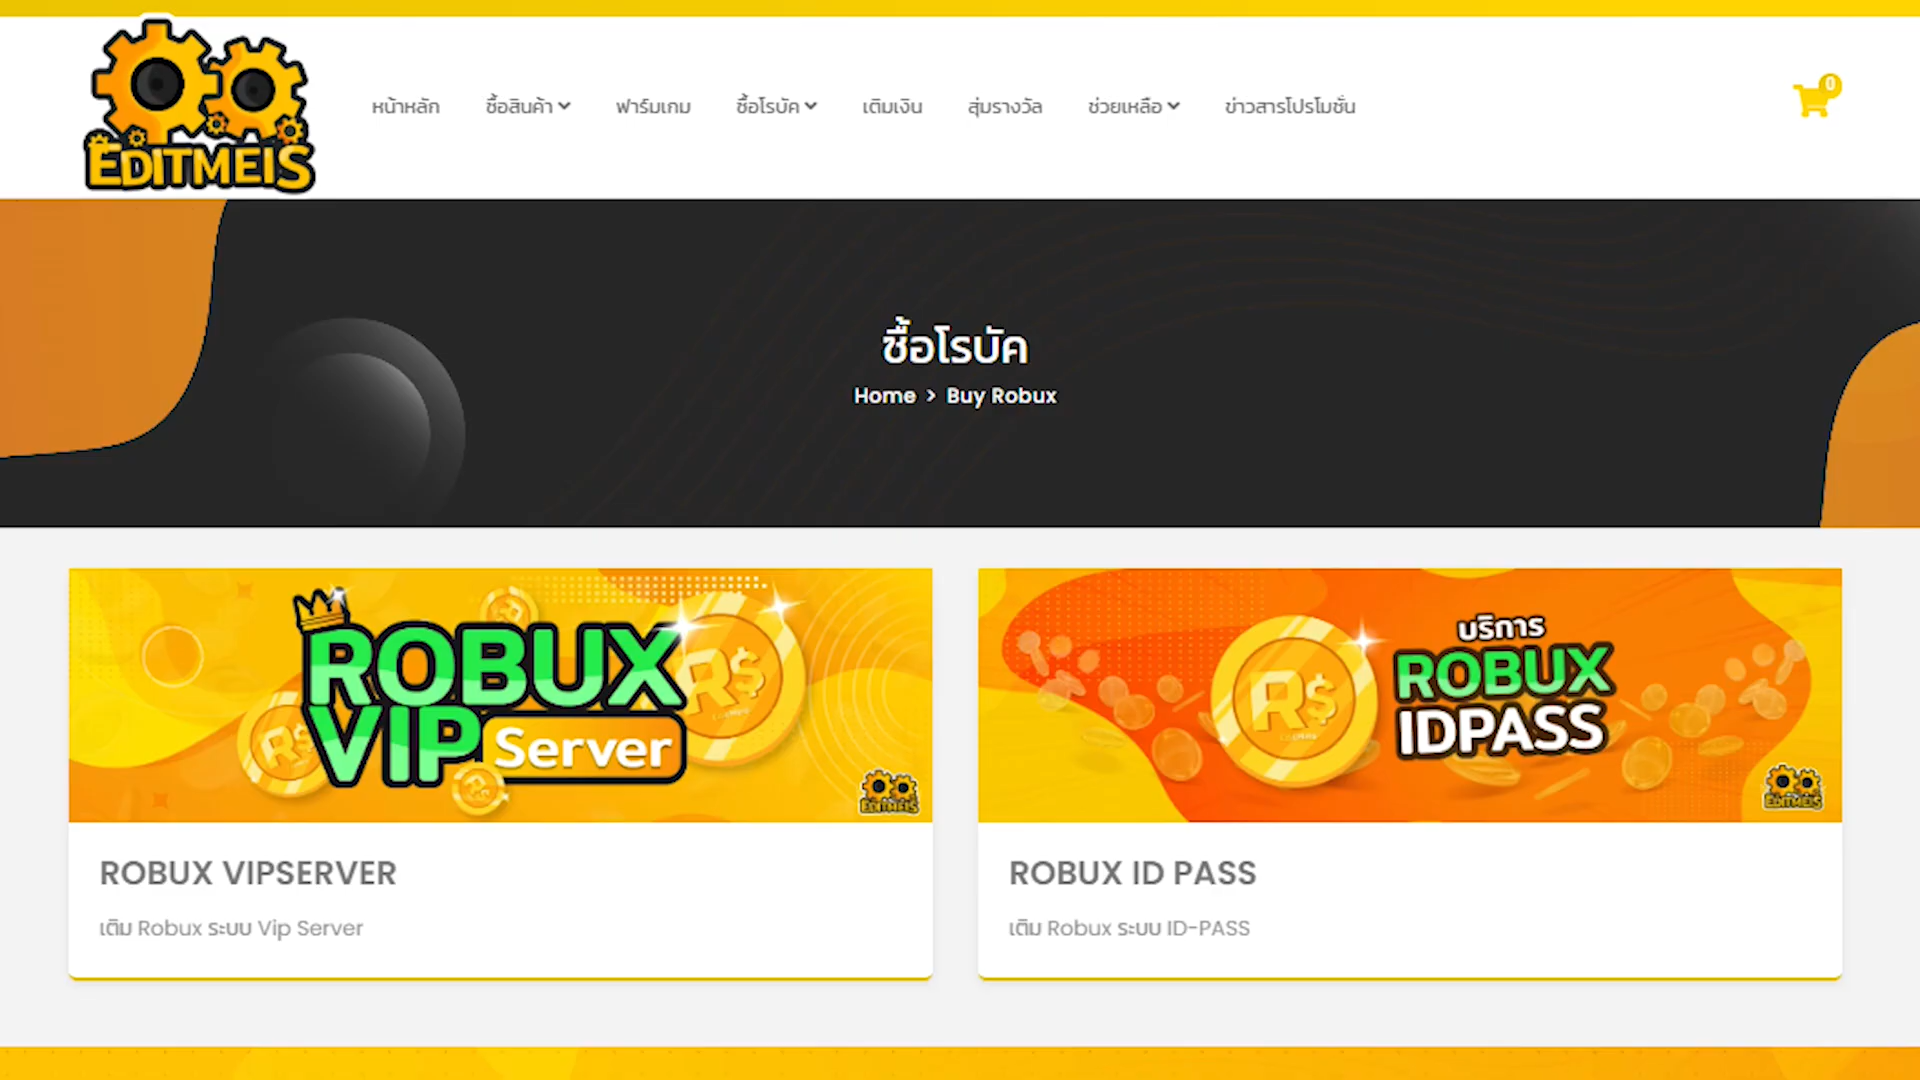 EDITMEIS
หน้าหลัก
ซื้อสินค้า
ฟาร์มเกม
ซื้อโรบัค
เติมเงิน
สุ่มรางวัล
ช่วยเหลือ
ข่าวสารโปรโมชั่น
0
ซื้อโรบัค
Home > Buy Robux
ROBUX
VIP Server
R$
R$
EDITMEIS
บริการ
ROBUX
IDPASS
R$
EDITMEIS
ROBUX VIPSERVER
เติม Robux ระบบ Vip Server
ROBUX ID PASS
เติม Robux ระบบ ID-PASS